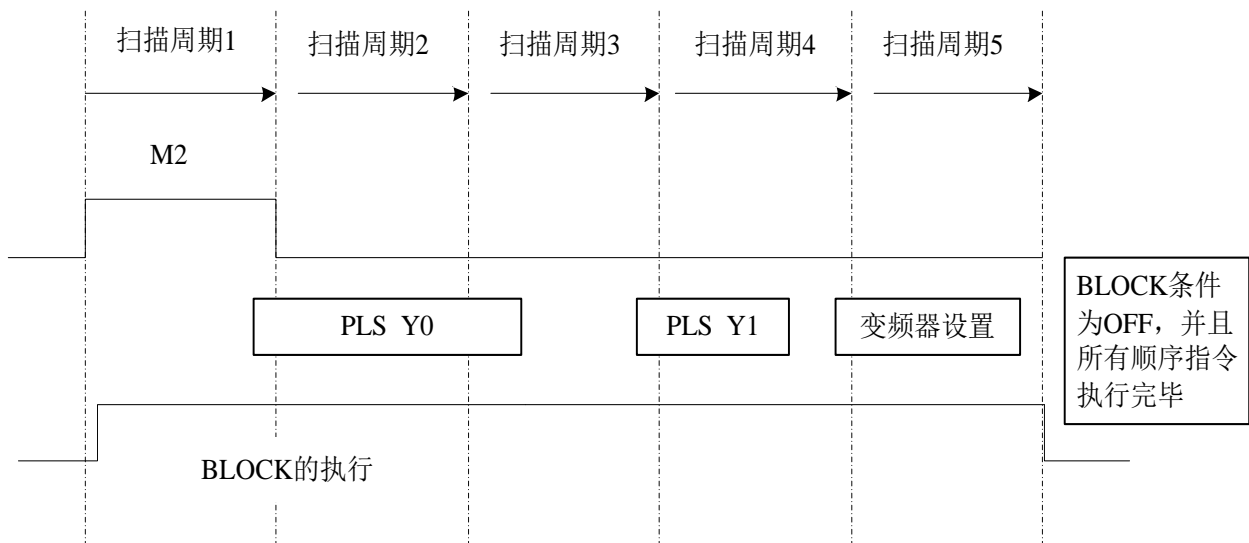 扫描周期1 扫描周期2 扫描周期3 扫描周期4 扫描周期5
M2
PLS Y0 PLS Y1 变频器设置
BLOCK条件
为OFF，并且
所有顺序指令
执行完毕
BLOCK的执行